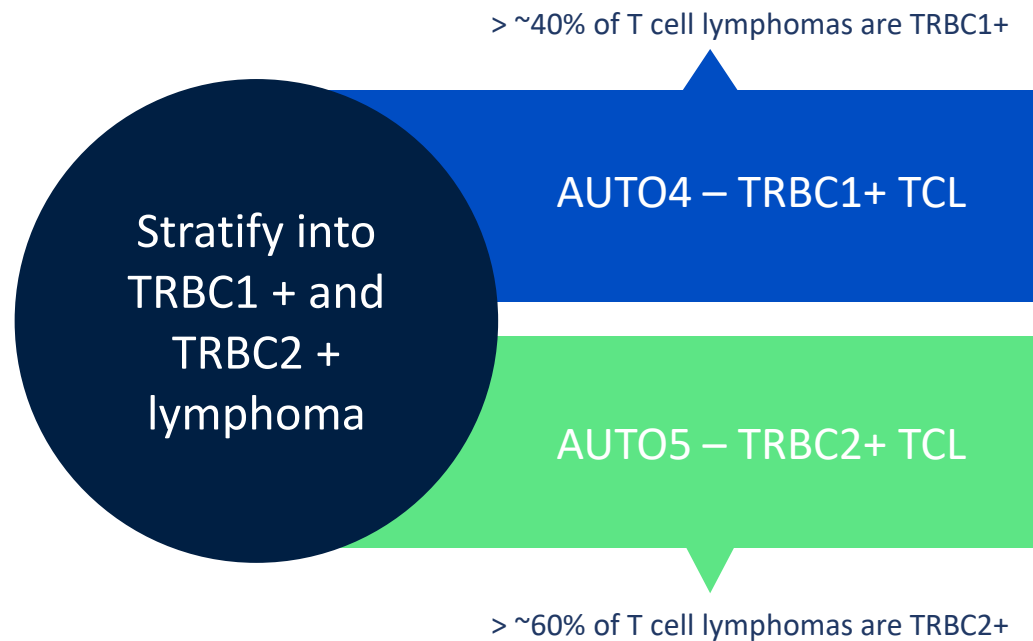 > ~40% of T cell lymphomas are TRBC1+
AUTO4 – TRBC1+ TCL
Stratify into
TRBC1 + and
TRBC2 +
lymphoma
AUTO5 – TRBC2+ TCL
> ~60% of T cell lymphomas are TRBC2+